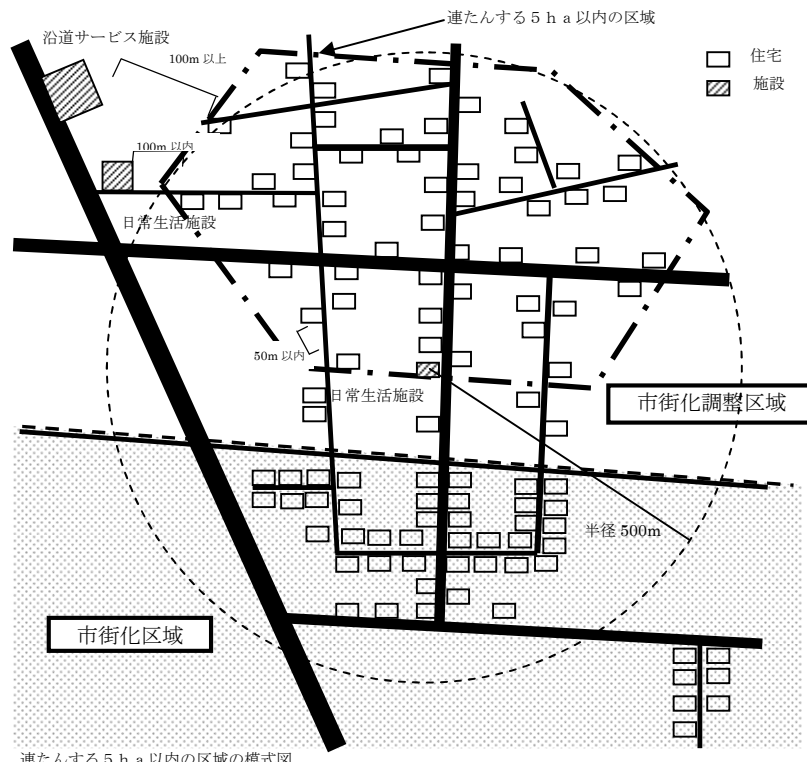 連たんする５ｈａ以内の区域
沿道サービス施設
住宅
100m 以上
施設
100m 以内
日常生活施設
50m 以内
日常生活施設
市街化調整区域
半径 500m
市街化区域
連たんする５ｈａ以内の区域の模式図